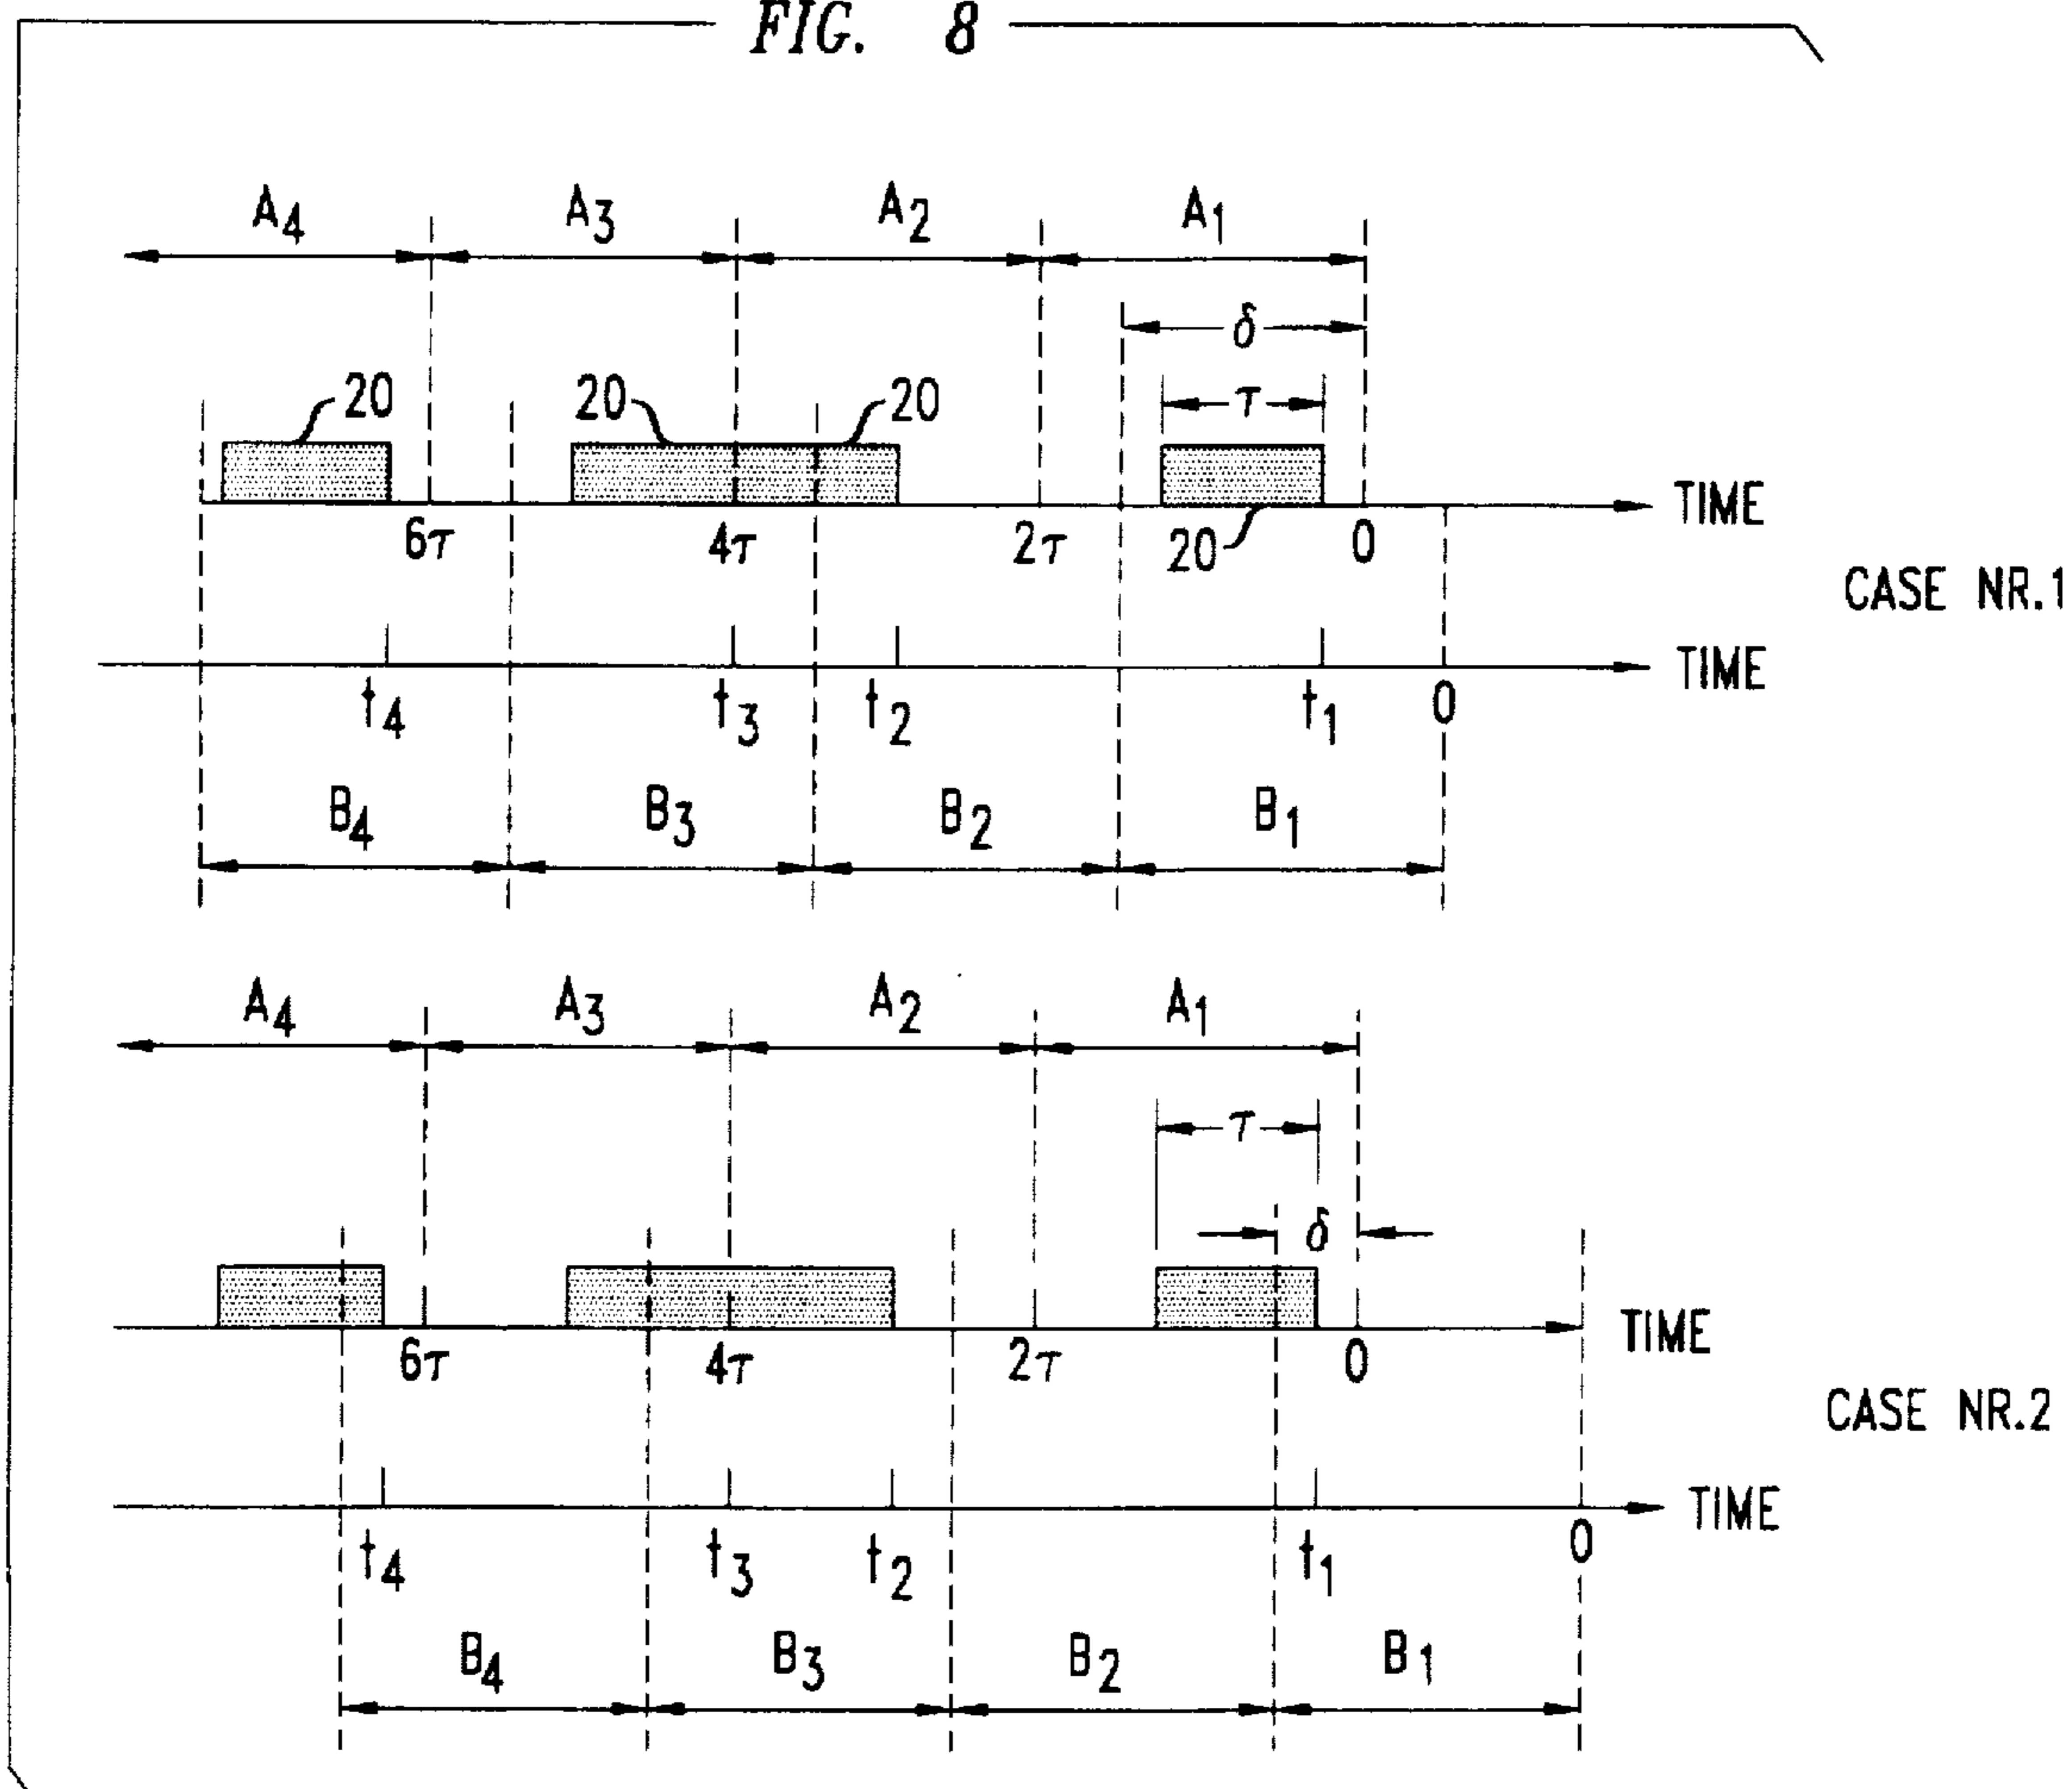 FIG. 8
A4 A3 A2 A1
δ
20 20 20 τ
TIME
6τ 4τ 2τ 20 0
CASE NR.1
TIME
t4 t3 t2 t1 0
B4 B3 B2 B1
A4 A3 A2 A1
τ
δ
TIME
6τ 4τ 2τ 0
CASE NR.2
TIME
t4 t3 t2 t1 0
B4 B3 B2 B1